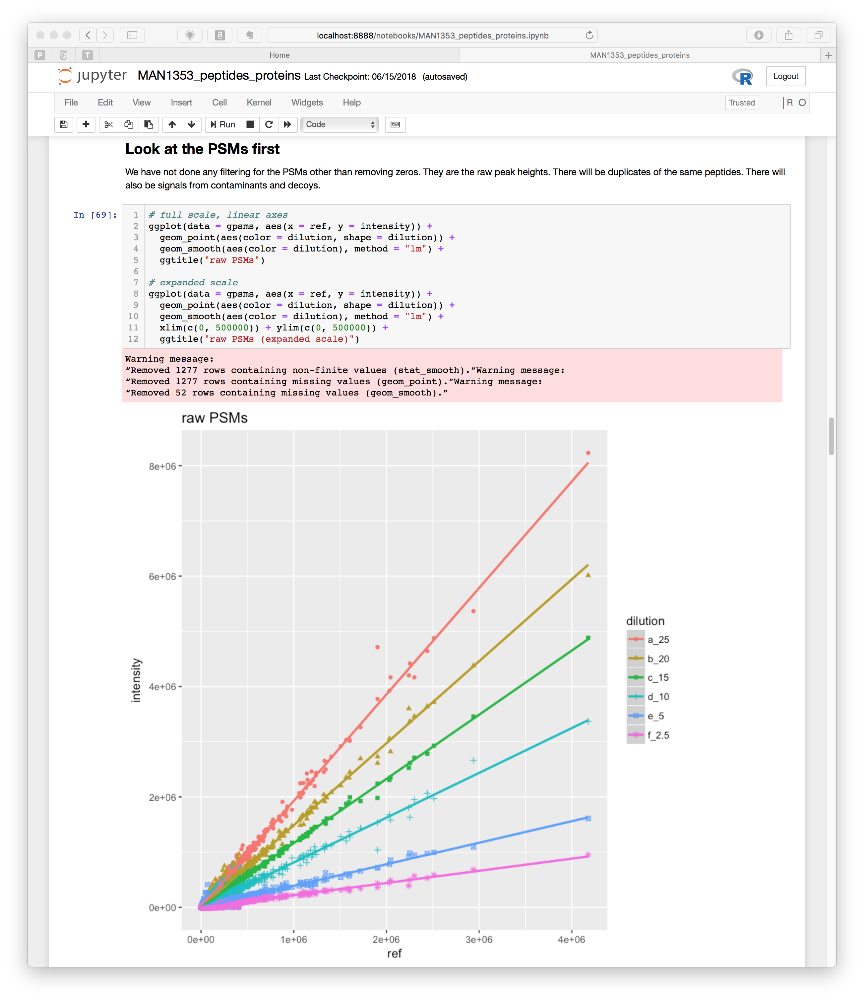 localhost:8888/notebooks/MAN1353_peptides_proteins.ipynb
P T T Home MAN1353_peptides_proteins
jupyter MAN1353_peptides_proteins Last Checkpoint: 06/15/2018 (autosaved) R Logout
File Edit View Insert Cell Kernel Widgets Help Trusted R
Run Code
Look at the PSMs first
We have not done any filtering for the PSMs other than removing zeros. They are the raw peak heights. There will be duplicates of the same peptides. There will
also be signals from contaminants and decoys.
In [69]:
1 # full scale, linear axes
2 ggplot(data = gpsms, aes(x = ref, y = intensity)) +
3   geom_point(aes(color = dilution, shape = dilution)) +
4   geom_smooth(aes(color = dilution), method = "lm") +
5   ggtitle("raw PSMs")
6
7 # expanded scale
8 ggplot(data = gpsms, aes(x = ref, y = intensity)) +
9   geom_point(aes(color = dilution, shape = dilution)) +
10   geom_smooth(aes(color = dilution), method = "lm") +
11   xlim(c(0, 500000)) + ylim(c(0, 500000)) +
12   ggtitle("raw PSMs (expanded scale)")
Warning message:
“Removed 1277 rows containing non-finite values (stat_smooth).”Warning message:
“Removed 1277 rows containing missing values (geom_point).”Warning message:
“Removed 52 rows containing missing values (geom_smooth).”
raw PSMs
8e+06
6e+06
4e+06
2e+06
0e+00
intensity
0e+00 1e+06 2e+06 3e+06 4e+06
ref
dilution
a_25
b_20
c_15
d_10
e_5
f_2.5